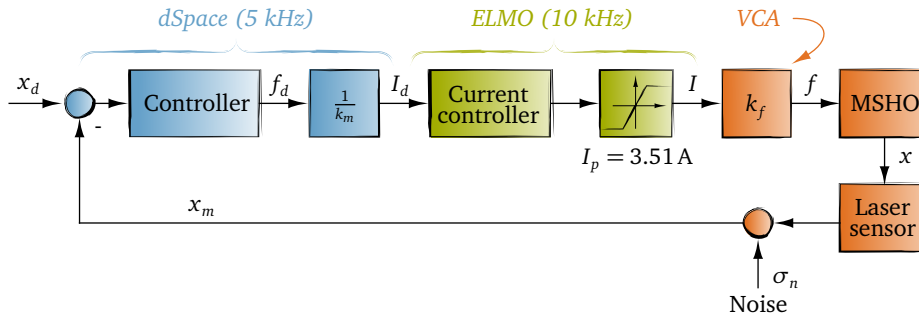 dSpace (5 kHz)
ELMO (10 kHz)
VCA
x_d
-
Controller
f_d
1/k_m
I_d
Current
controller
I_p = 3.51 A
I
k_f
f
MSHO
x
Laser
sensor
x_m
σ_n
Noise